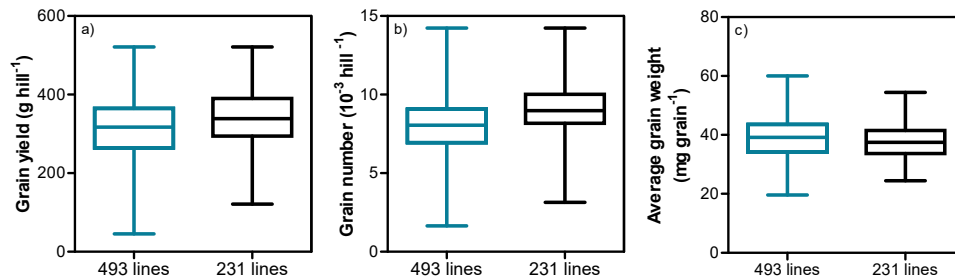 a)
Grain yield (g hill⁻¹)
600
400
200
0
493 lines
231 lines
b)
Grain number (10⁻³ hill⁻¹)
15
10
5
0
493 lines
231 lines
c)
Average grain weight
(mg grain⁻¹)
80
60
40
20
0
493 lines
231 lines